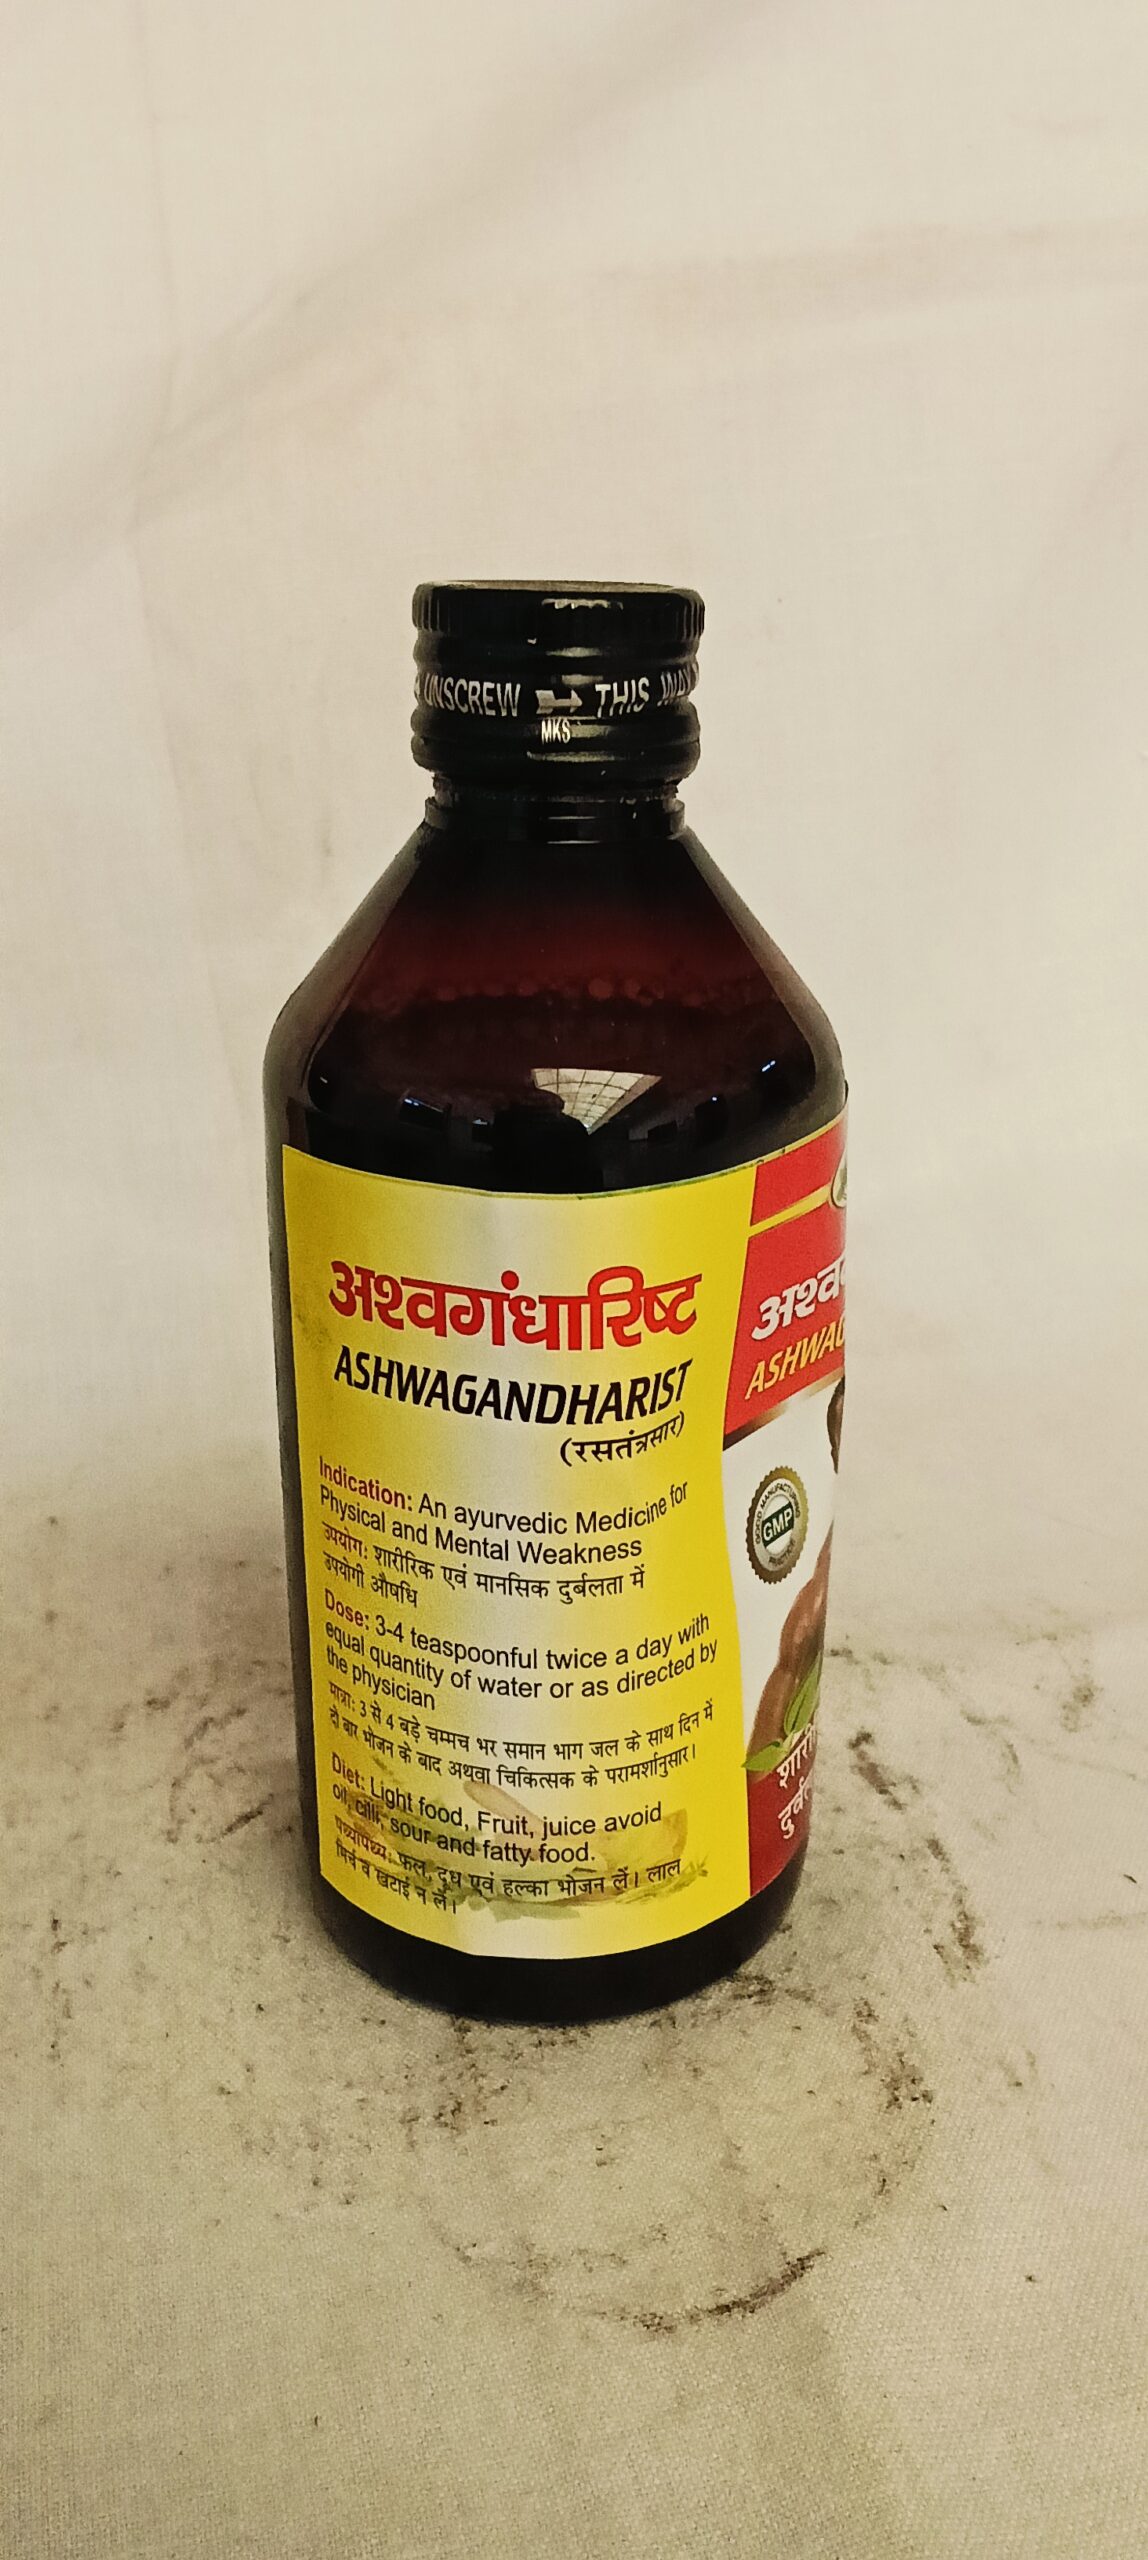 UNSCREW THIS WAY
MKS
अश्वगंधारिष्ट
ASHWAGANDHARIST
(रसतंत्रसार)
Indication: An ayurvedic Medicine for
Physical and Mental Weakness
उपयोग: शारीरिक एवं मानसिक दुर्बलता में
उपयोगी औषधि
Dose: 3-4 teaspoonful twice a day with
equal quantity of water or as directed by
the physician
मात्रा: 3 से 4 बड़े चम्मच भर समान भाग जल के साथ दिन में
दो बार भोजन के बाद अथवा चिकित्सक के परामर्शानुसार।
Diet: Light food, Fruit, juice avoid
oil, cilli, sour and fatty food.
पथ्यापथ्य: फल, दूध एवं हल्का भोजन लें। लाल
मिर्च व खटाई न लें।
अश्व
ASHWAG
GOOD MANUFACTURING
GMP
PRACTICE
शारी
दुर्ब